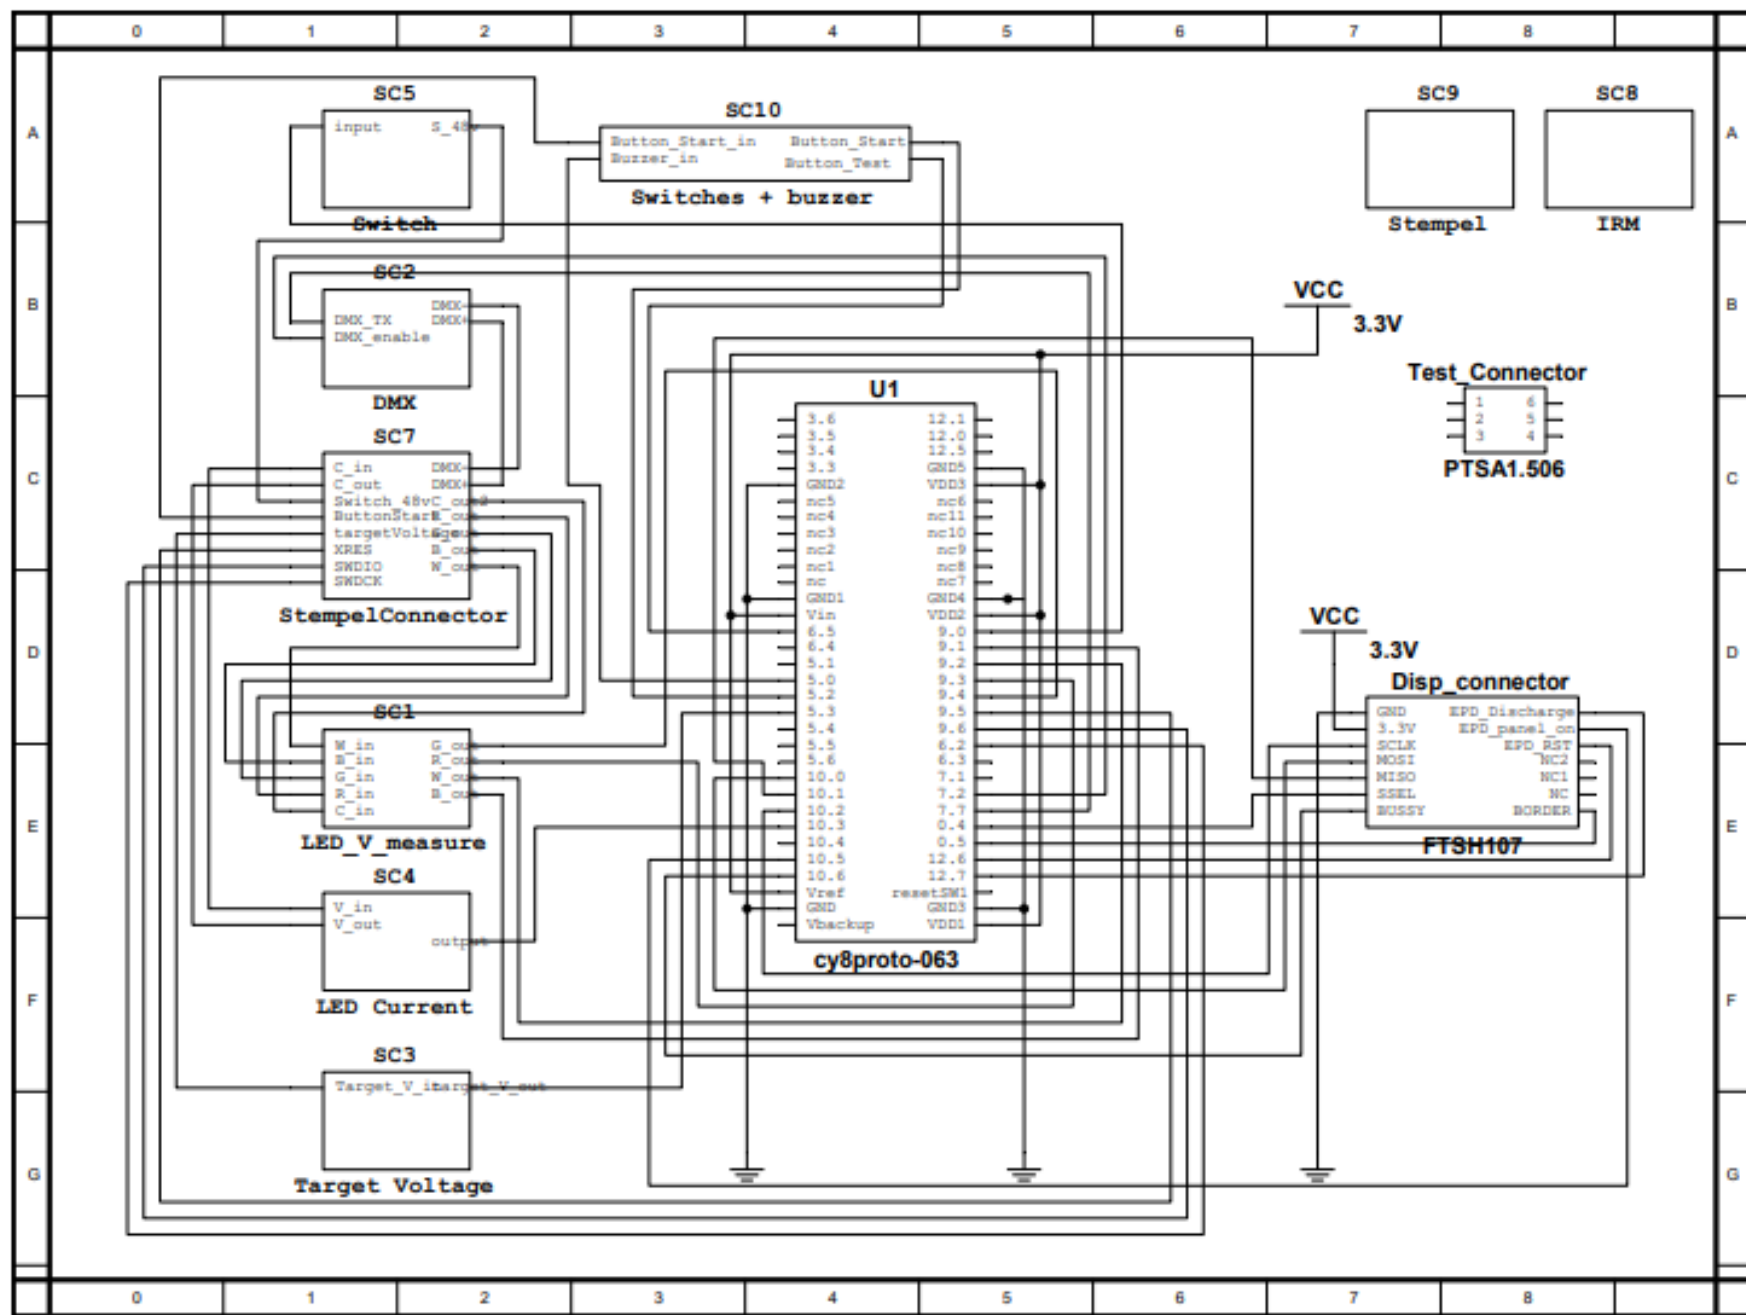 0 1 2 3 4 5 6 7 8
A
A
SC5
input S_48v
Switch
SC10
Button_Start_in Button_Start
Buzzer_in Button_Test
Switches + buzzer
SC9
Stempel
SC8
IRM
B
B
SC2
DMX-
DMX_TX DMX+
DMX_enable
DMX
VCC
3.3V
Test_Connector
1 6
2 5
3 4
PTSA1.506
C
C
SC7
C_in DMX-
C_out DMX+
Switch_48v C_out2
ButtonStart R_out
targetVoltage G_out
XRES B_out
SWDIO W_out
SWDCK
StempelConnector
U1
3.6 12.1
3.5 12.0
3.4 12.5
3.3 GND5
GND2 VDD3
nc5 nc6
nc4 nc11
nc3 nc10
nc2 nc9
nc1 nc8
nc nc7
GND1 GND4
Vin VDD2
6.5 9.0
6.4 9.1
5.1 9.2
5.0 9.3
5.2 9.4
5.3 9.5
5.4 9.6
5.5 6.2
5.6 6.3
10.0 7.1
10.1 7.2
10.2 7.7
10.3 0.4
10.4 0.5
10.5 12.6
10.6 12.7
Vref resetSW1
GND GND3
Vbackup VDD1
cy8proto-063
D
D
VCC
3.3V
Disp_connector
GND EPD_Discharge
3.3V EPD_panel_on
SCLK EPD_RST
MOSI NC2
MISO NC1
SSEL NC
BUSSY BORDER
FTSH107
SC1
W_in G_out
B_in R_out
G_in W_out
R_in B_out
C_in
LED_V_measure
E
E
SC4
V_in
V_out
output
LED Current
F
F
SC3
Target_V_in target_V_out
Target Voltage
G
G
0 1 2 3 4 5 6 7 8